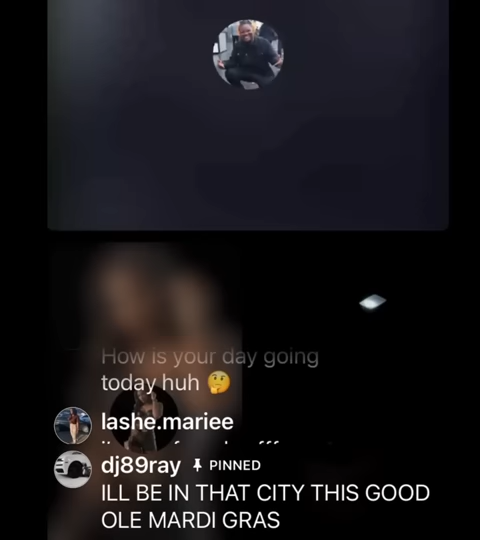 How is your day going
today huh 🤔
lashe.mariee
dj89ray PINNED
ILL BE IN THAT CITY THIS GOOD
OLE MARDI GRAS